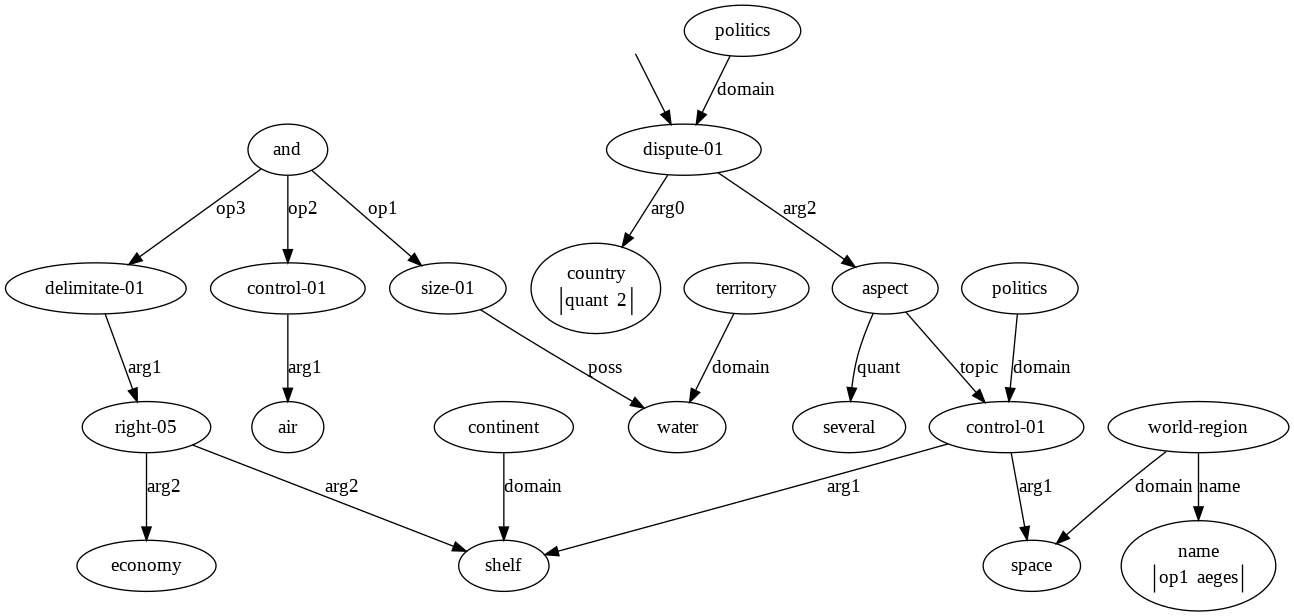 politics
domain
and
dispute-01
op3
op2
op1
arg0
arg2
delimitate-01
control-01
size-01
country
|quant 2|
territory
aspect
politics
arg1
arg1
poss
domain
quant
topic
domain
right-05
air
continent
water
several
control-01
world-region
arg2
arg2
domain
arg1
arg1
domain
name
economy
shelf
space
name
|op1 aeges|